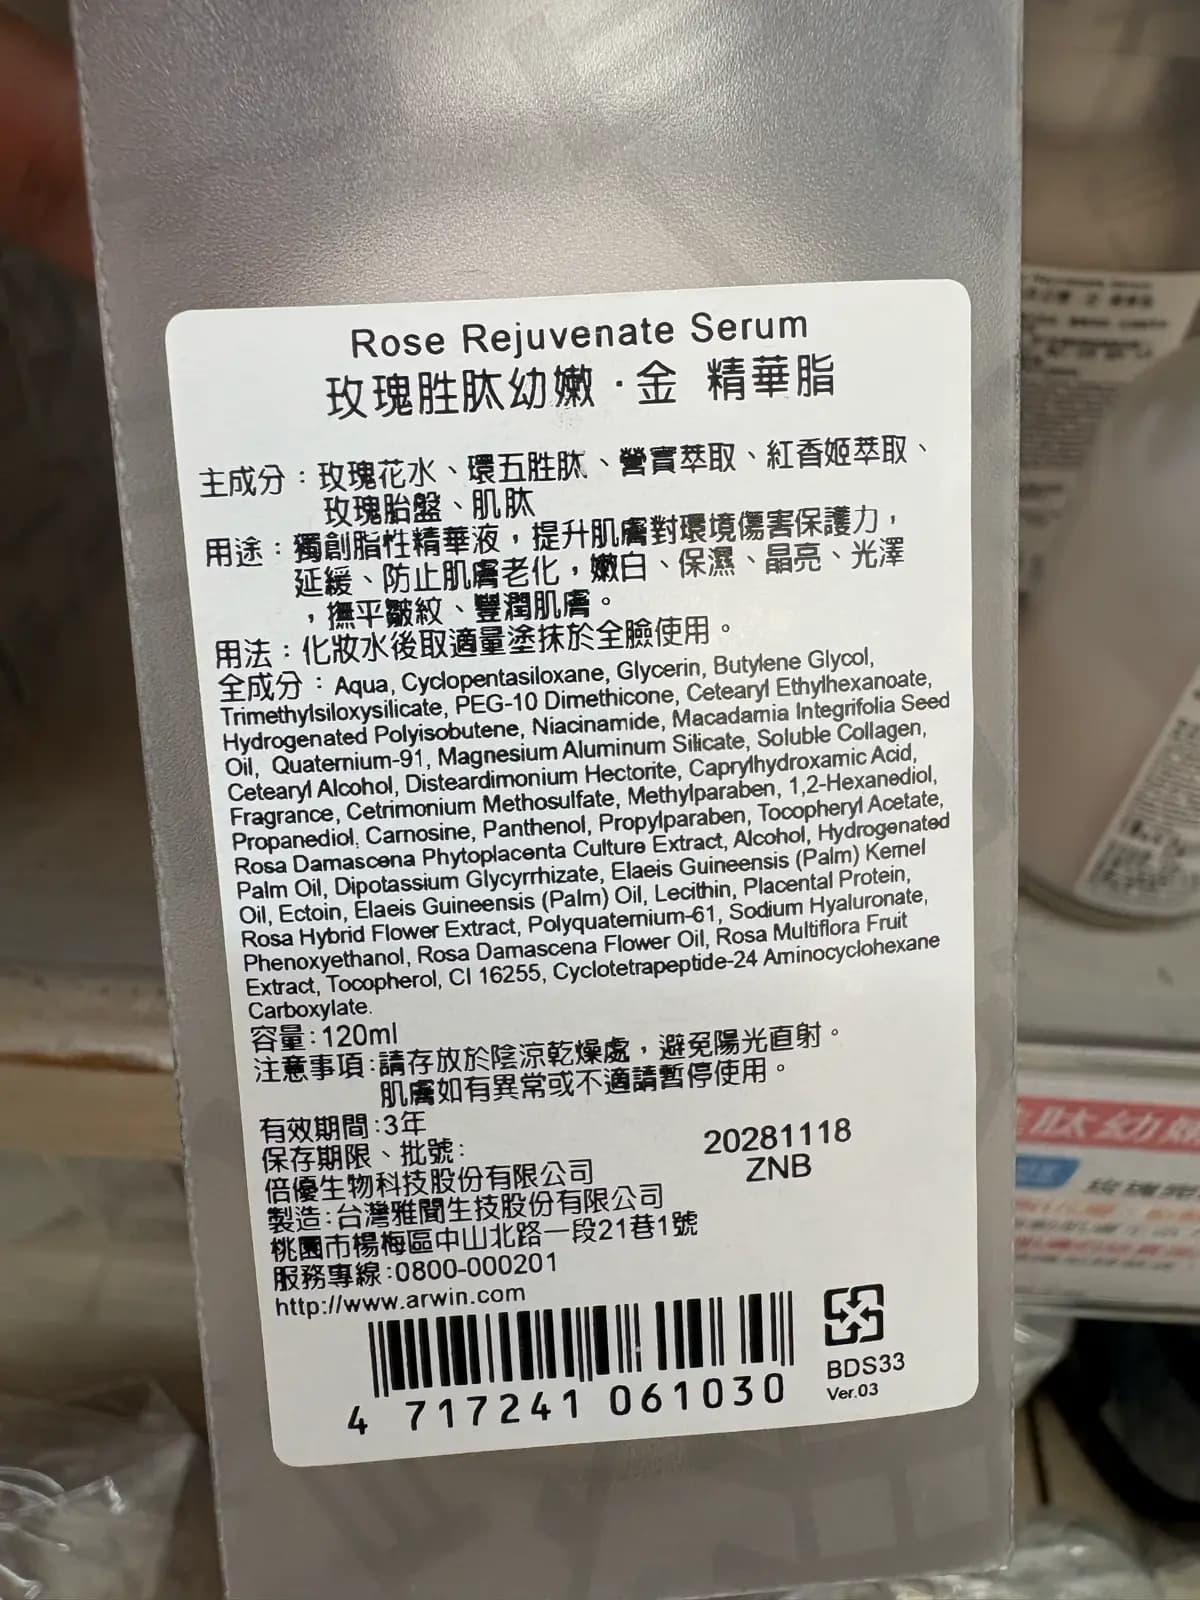 Rose Rejuvenate Serum
玫瑰胜肽幼嫩·金 精華脂
主成分：玫瑰花水、環五胜肽、營實萃取、紅香姬萃取、
玫瑰胎盤、肌肽
用途：獨創脂性精華液，提升肌膚對環境傷害保護力，
延緩、防止肌膚老化，嫩白、保濕、晶亮、光澤
，撫平皺紋、豐潤肌膚。
用法：化妝水後取適量塗抹於全臉使用。
全成分：Aqua, Cyclopentasiloxane, Glycerin, Butylene Glycol,
Trimethylsiloxysilicate, PEG-10 Dimethicone, Cetearyl Ethylhexanoate,
Hydrogenated Polyisobutene, Niacinamide, Macadamia Integrifolia Seed
Oil, Quaternium-91, Magnesium Aluminum Silicate, Soluble Collagen,
Cetearyl Alcohol, Disteardimonium Hectorite, Caprylhydroxamic Acid,
Fragrance, Cetrimonium Methosulfate, Methylparaben, 1,2-Hexanediol,
Propanediol, Carnosine, Panthenol, Propylparaben, Tocopheryl Acetate,
Rosa Damascena Phytoplacenta Culture Extract, Alcohol, Hydrogenated
Palm Oil, Dipotassium Glycyrrhizate, Elaeis Guineensis (Palm) Kernel
Oil, Ectoin, Elaeis Guineensis (Palm) Oil, Lecithin, Placental Protein,
Rosa Hybrid Flower Extract, Polyquaternium-61, Sodium Hyaluronate,
Phenoxyethanol, Rosa Damascena Flower Oil, Rosa Multiflora Fruit
Extract, Tocopherol, CI 16255, Cyclotetrapeptide-24 Aminocyclohexane
Carboxylate.
容量:120ml
注意事項:請存放於陰涼乾燥處，避免陽光直射。
肌膚如有異常或不適請暫停使用。
有效期間:3年
保存期限、批號: 20281118
ZNB
倍優生物科技股份有限公司
製造:台灣雅聞生技股份有限公司
桃園市楊梅區中山北路一段21巷1號
服務專線:0800-000201
http://www.arwin.com
4 717241 061030
BDS33
Ver.03
肽幼嫩